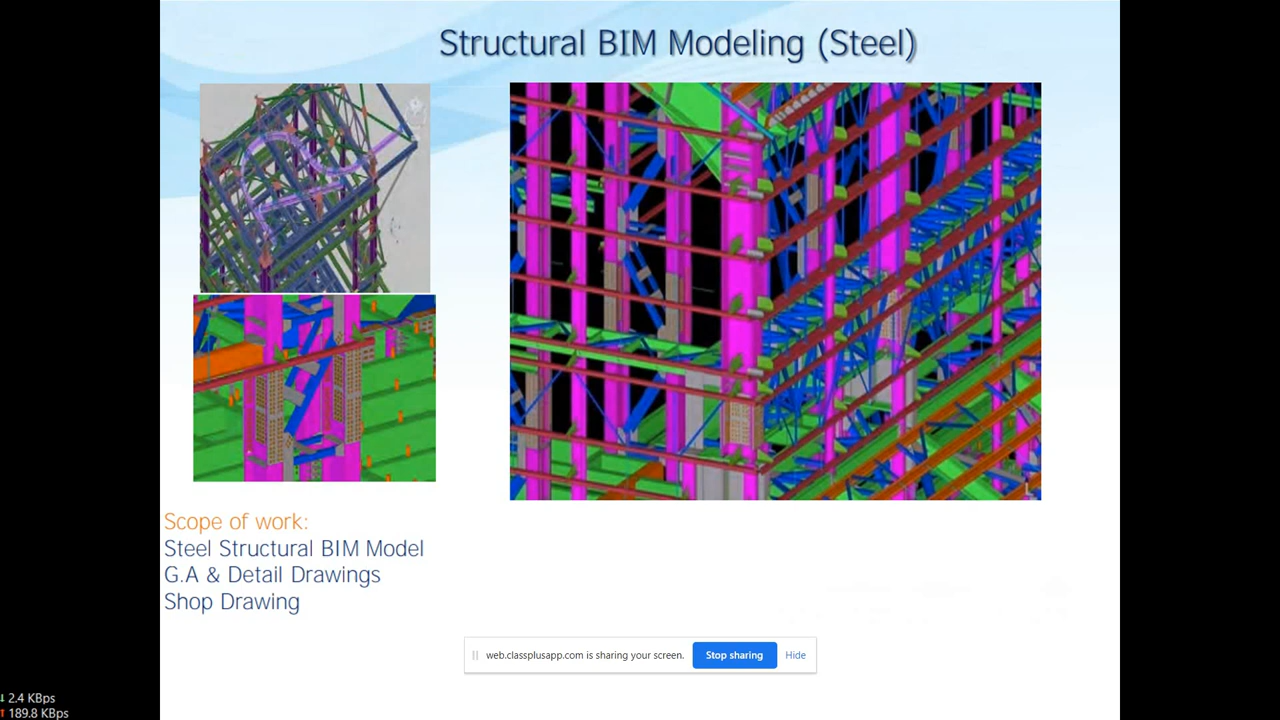 Structural BIM Modeling (Steel)
Scope of work:
Steel Structural BIM Model
G.A & Detail Drawings
Shop Drawing
web.classplusapp.com is sharing your screen.
Stop sharing
Hide
↓ 2.4 KBps
↑ 189.8 KBps